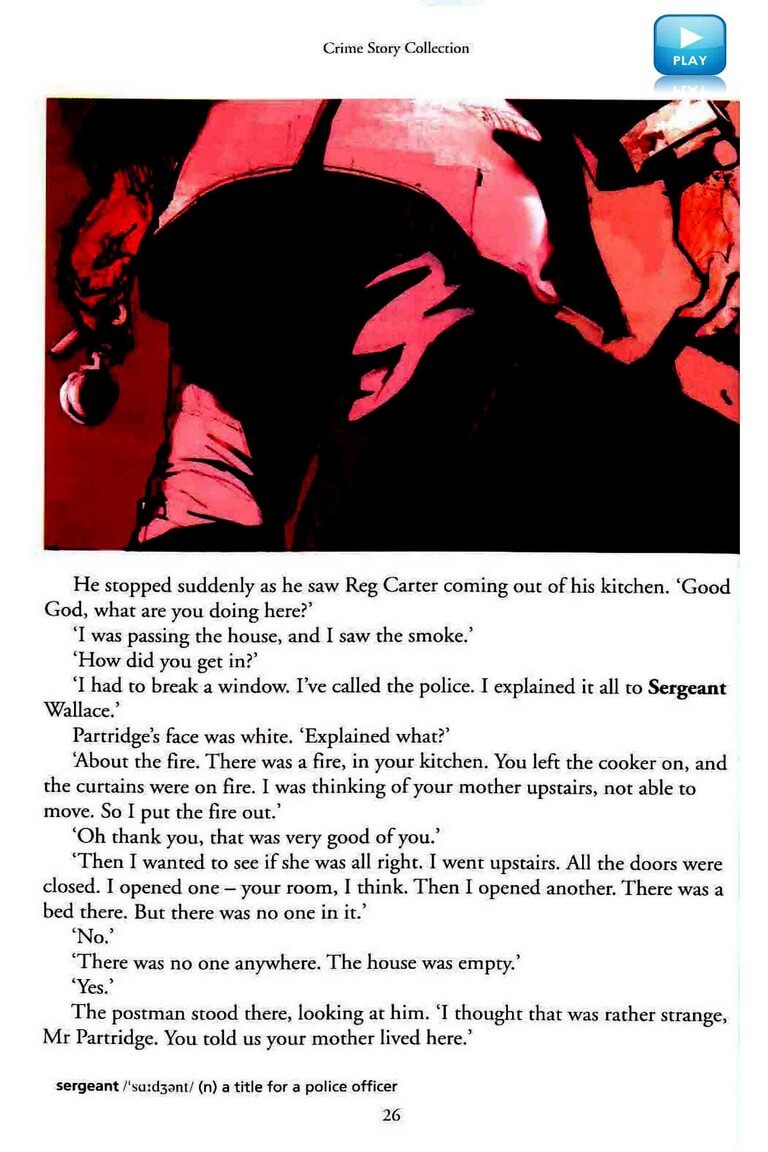 Crime Story Collection
PLAY
He stopped suddenly as he saw Reg Carter coming out of his kitchen. ‘Good
God, what are you doing here?’
‘I was passing the house, and I saw the smoke.’
‘How did you get in?’
‘I had to break a window. I’ve called the police. I explained it all to Sergeant
Wallace.’
Partridge’s face was white. ‘Explained what?’
‘About the fire. There was a fire, in your kitchen. You left the cooker on, and
the curtains were on fire. I was thinking of your mother upstairs, not able to
move. So I put the fire out.’
‘Oh thank you, that was very good of you.’
‘Then I wanted to see if she was all right. I went upstairs. All the doors were
closed. I opened one – your room, I think. Then I opened another. There was a
bed there. But there was no one in it.’
‘No.’
‘There was no one anywhere. The house was empty.’
‘Yes.’
The postman stood there, looking at him. ‘I thought that was rather strange,
Mr Partridge. You told us your mother lived here.’
sergeant /ˈsɑːdʒənt/ (n) a title for a police officer
26